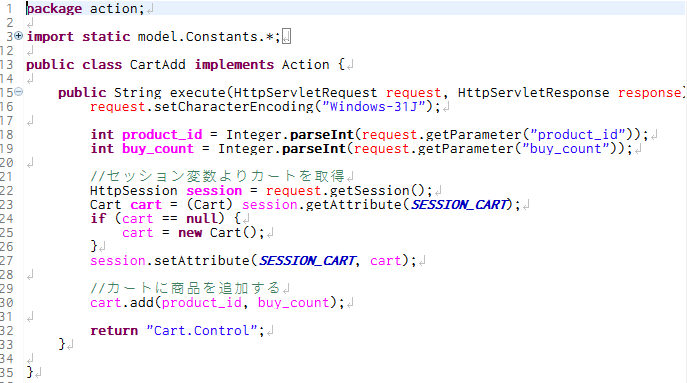 1 package action;
2
3 import static model.Constants.*;
12
13 public class CartAdd implements Action {
14
15     public String execute(HttpServletRequest request, HttpServletResponse response)
16         request.setCharacterEncoding("Windows-31J");
17
18         int product_id = Integer.parseInt(request.getParameter("product_id"));
19         int buy_count = Integer.parseInt(request.getParameter("buy_count"));
20
21         //セッション変数よりカートを取得
22         HttpSession session = request.getSession();
23         Cart cart = (Cart) session.getAttribute(SESSION_CART);
24         if (cart == null) {
25             cart = new Cart();
26         }
27         session.setAttribute(SESSION_CART, cart);
28
29         //カートに商品を追加する
30         cart.add(product_id, buy_count);
31
32         return "Cart.Control";
33     }
34
35 }